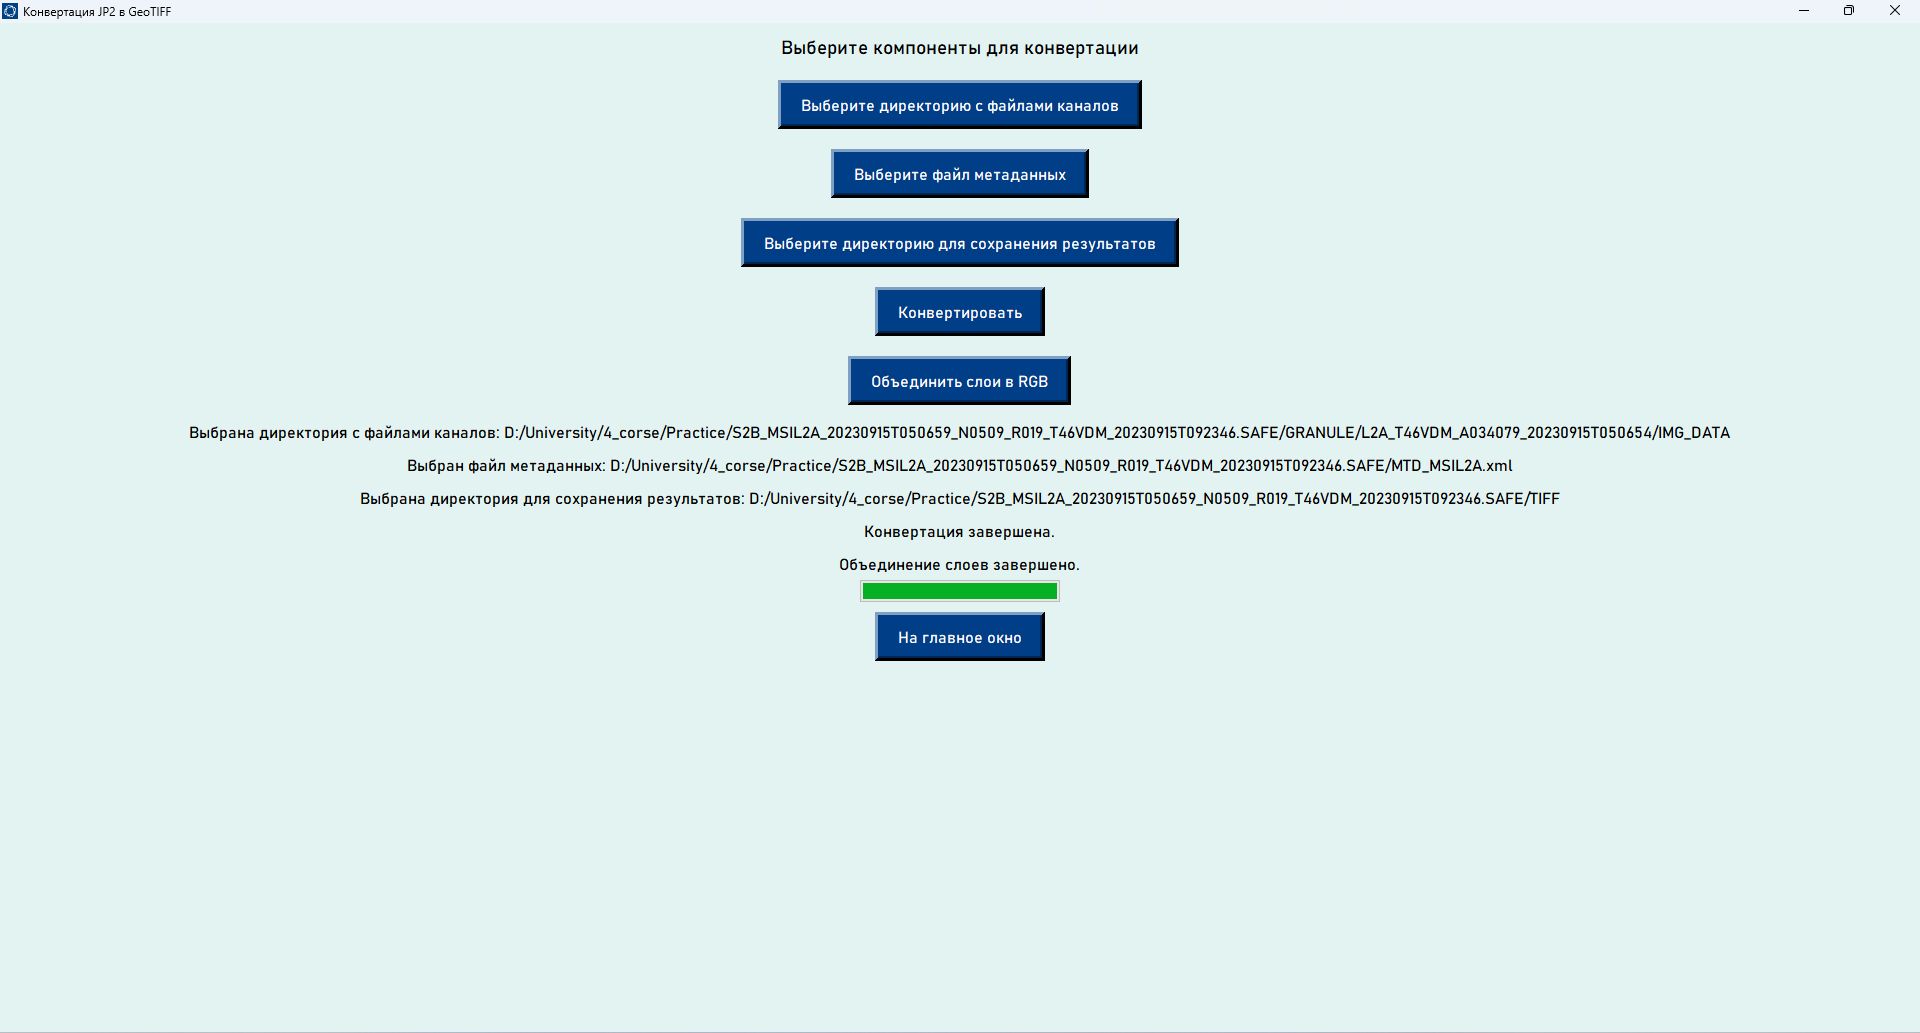 Конвертация JP2 в GeoTIFF
Выберите компоненты для конвертации
Выберите директорию с файлами каналов
Выберите файл метаданных
Выберите директорию для сохранения результатов
Конвертировать
Объединить слои в RGB
Выбрана директория с файлами каналов: D:/University/4_corse/Practice/S2B_MSIL2A_20230915T050659_N0509_R019_T46VDM_20230915T092346.SAFE/GRANULE/L2A_T46VDM_A034079_20230915T050654/IMG_DATA
Выбран файл метаданных: D:/University/4_corse/Practice/S2B_MSIL2A_20230915T050659_N0509_R019_T46VDM_20230915T092346.SAFE/MTD_MSIL2A.xml
Выбрана директория для сохранения результатов: D:/University/4_corse/Practice/S2B_MSIL2A_20230915T050659_N0509_R019_T46VDM_20230915T092346.SAFE/TIFF
Конвертация завершена.
Объединение слоев завершено.
На главное окно